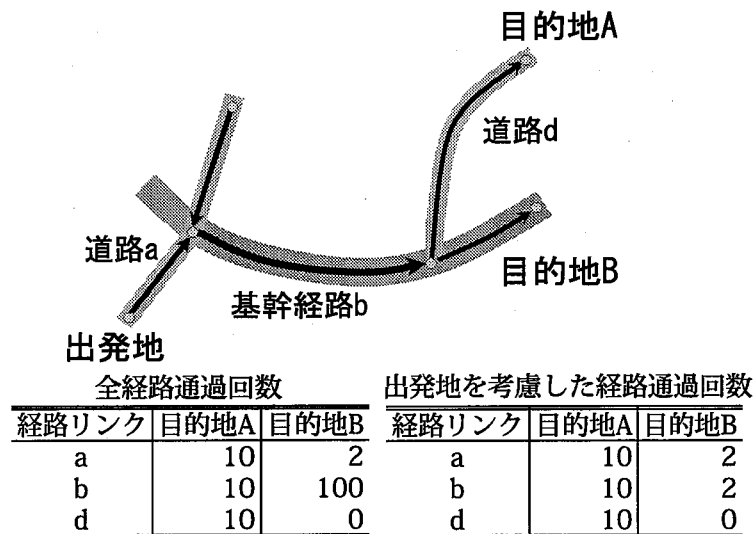 目的地A
道路d
道路a
目的地B
基幹経路b
出発地
全経路通過回数
経路リンク 目的地A 目的地B
a 10 2
b 10 100
d 10 0
出発地を考慮した経路通過回数
経路リンク 目的地A 目的地B
a 10 2
b 10 2
d 10 0